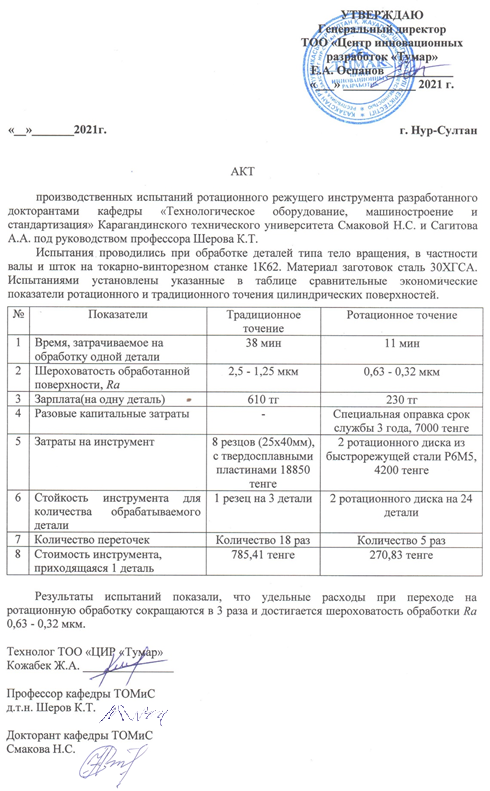 УТВЕРЖДАЮ
Генеральный директор
ТОО «Центр инновационных
разработок «Тумар»
Е.А. Оспанов
«__» ____________ 2021 г.
«__»_______2021г.
г. Нур-Султан
АКТ
производственных испытаний ротационного режущего инструмента разработанного
докторантами кафедры «Технологическое оборудование, машиностроение и
стандартизация» Карагандинского технического университета Смаковой Н.С. и Сагитова
А.А. под руководством профессора Шерова К.Т.
Испытания проводились при обработке деталей типа тело вращения, в частности
валы и шток на токарно-винторезном станке 1К62. Материал заготовок сталь 30ХГСА.
Испытаниями установлены указанные в таблице сравнительные экономические
показатели ротационного и традиционного точения цилиндрических поверхностей.
№ Показатели Традиционное точение Ротационное точение
1 Время, затрачиваемое на обработку одной детали 38 мин 11 мин
2 Шероховатость обработанной поверхности, Ra 2,5 - 1,25 мкм 0,63 - 0,32 мкм
3 Зарплата(на одну деталь) 610 тг 230 тг
4 Разовые капитальные затраты - Специальная оправка срок службы 3 года, 7000 тенге
5 Затраты на инструмент 8 резцов (25х40мм), с твердосплавными пластинами 18850 тенге 2 ротационного диска из быстрорежущей стали Р6М5, 4200 тенге
6 Стойкость инструмента для количества обрабатываемого детали 1 резец на 3 детали 2 ротационного диска на 24 детали
7 Количество переточек Количество 18 раз Количество 5 раз
8 Стоимость инструмента, приходящаяся 1 деталь 785,41 тенге 270,83 тенге
Результаты испытаний показали, что удельные расходы при переходе на
ротационную обработку сокращаются в 3 раза и достигается шероховатость обработки Ra
0,63 - 0,32 мкм.
Технолог ТОО «ЦИР «Тумар»
Кожабек Ж.А. _______________
Профессор кафедры ТОМиС
д.т.н. Шеров К.Т.
Докторант кафедры ТОМиС
Смакова Н.С.